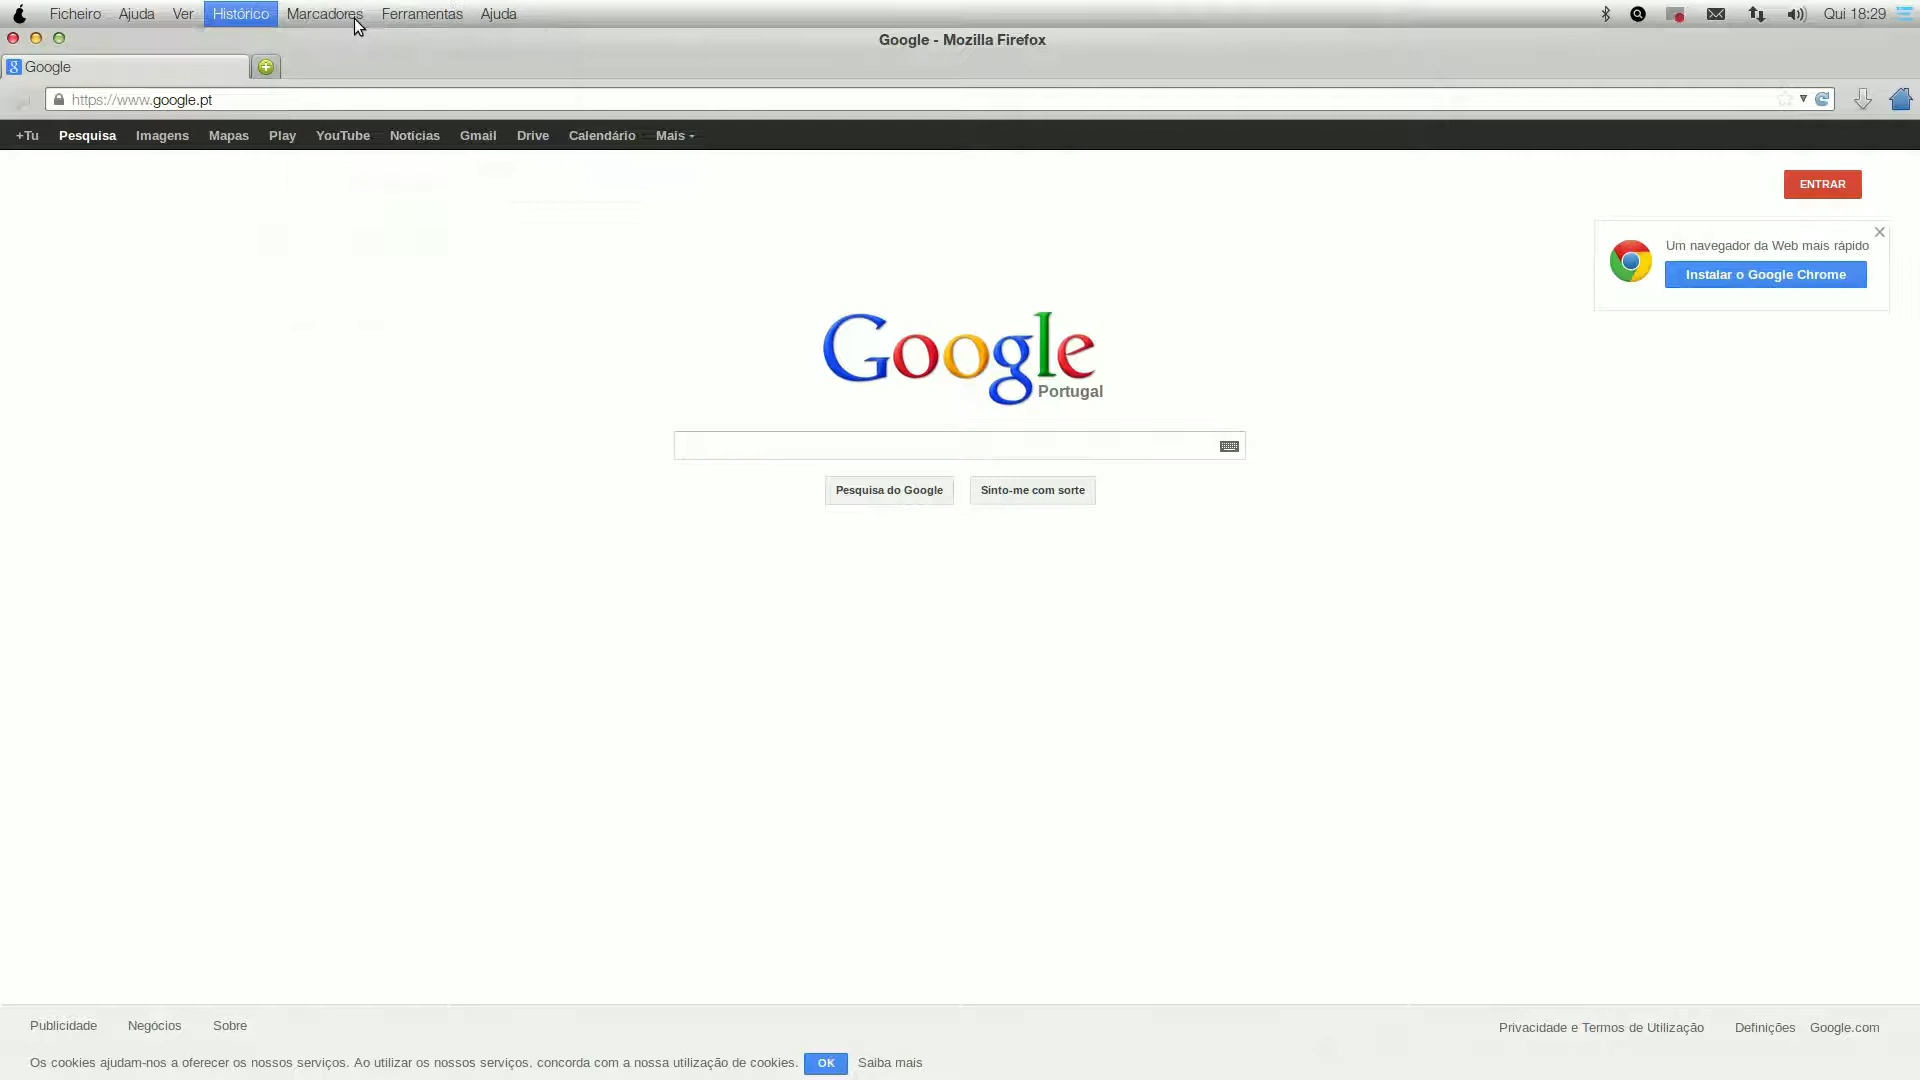 Ficheiro Ajuda Ver Histórico Marcadores Ferramentas Ajuda Qui 18:29
Google - Mozilla Firefox
Google
https://www.google.pt
+Tu Pesquisa Imagens Mapas Play YouTube Notícias Gmail Drive Calendário Mais
ENTRAR
Um navegador da Web mais rápido
Instalar o Google Chrome
Google
Portugal
Pesquisa do Google Sinto-me com sorte
Publicidade Negócios Sobre Privacidade e Termos de Utilização Definições Google.com
Os cookies ajudam-nos a oferecer os nossos serviços. Ao utilizar os nossos serviços, concorda com a nossa utilização de cookies. OK Saiba mais